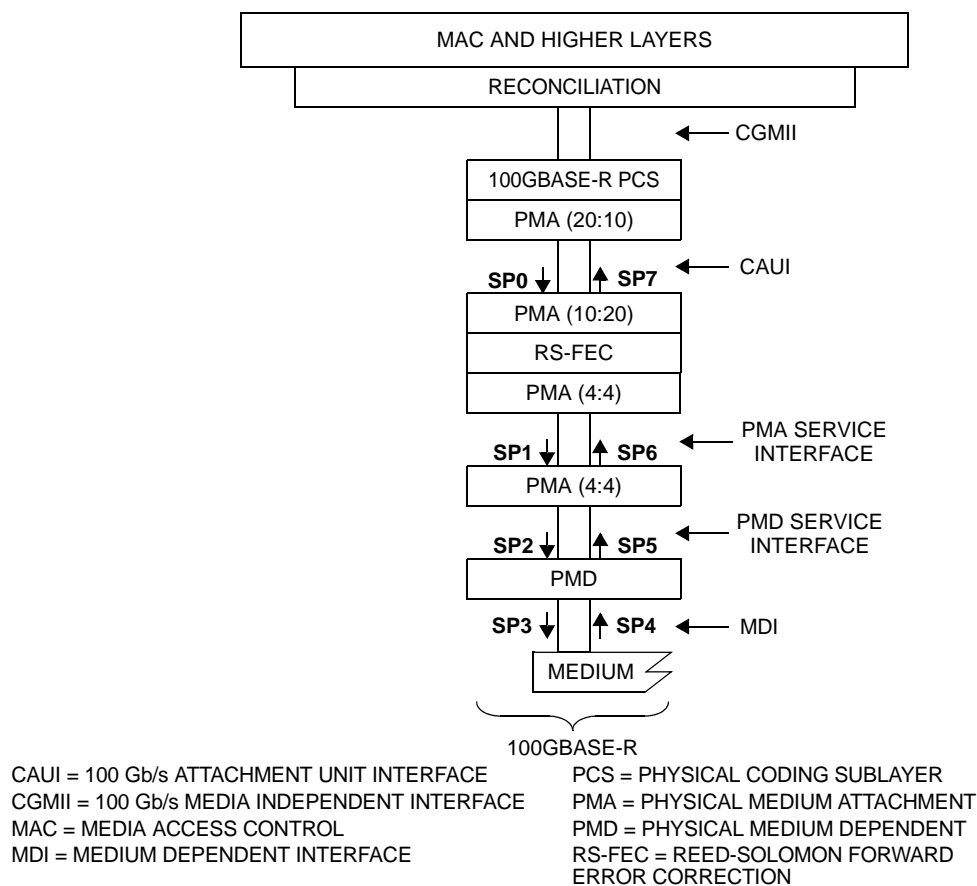 MAC AND HIGHER LAYERS
RECONCILIATION
CGMII
100GBASE-R PCS
PMA (20:10)
CAUI
SP0
SP7
PMA (10:20)
RS-FEC
PMA (4:4)
PMA SERVICE
INTERFACE
SP1
SP6
PMA (4:4)
PMD SERVICE
INTERFACE
SP2
SP5
PMD
SP3
SP4
MDI
MEDIUM
100GBASE-R
CAUI = 100 Gb/s ATTACHMENT UNIT INTERFACE
CGMII = 100 Gb/s MEDIA INDEPENDENT INTERFACE
MAC = MEDIA ACCESS CONTROL
MDI = MEDIUM DEPENDENT INTERFACE
PCS = PHYSICAL CODING SUBLAYER
PMA = PHYSICAL MEDIUM ATTACHMENT
PMD = PHYSICAL MEDIUM DEPENDENT
RS-FEC = REED-SOLOMON FORWARD
ERROR CORRECTION